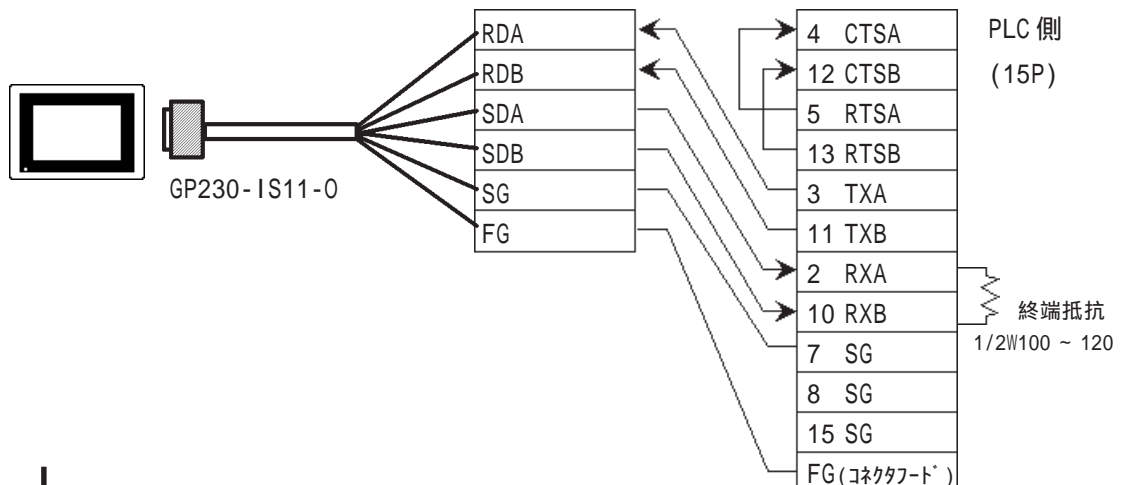 GP230-IS11-0
RDA
RDB
SDA
SDB
SG
FG
4 CTSA
12 CTSB
5 RTSA
13 RTSB
3 TXA
11 TXB
2 RXA
10 RXB
7 SG
8 SG
15 SG
FG(ｺﾈｸﾀﾌｰﾄﾞ)
PLC 側
(15P)
終端抵抗
1/2W100 ~ 120